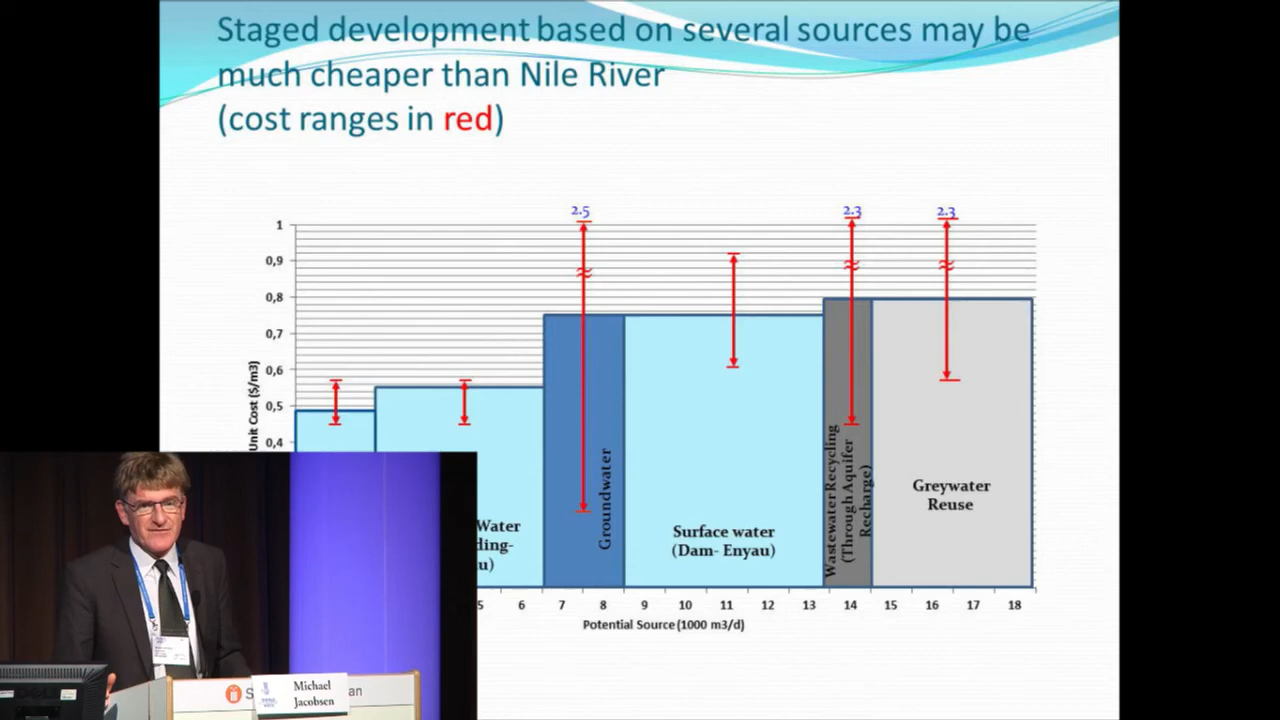 Staged development based on several sources may be
much cheaper than Nile River
(cost ranges in red)
2.5
2.3
2.3
1
0,9
0,8
0,7
0,6
0,5
0,4
Unit Cost ($/m3)
Water
ding-
u)
Groundwater
Surface water
(Dam- Enyau)
Wastewater Recycling
(Through Aquifer
Recharge)
Greywater
Reuse
5 6 7 8 9 10 11 12 13 14 15 16 17 18
Potential Source (1000 m3/d)
S
an
Michael
Jacobsen
DELL